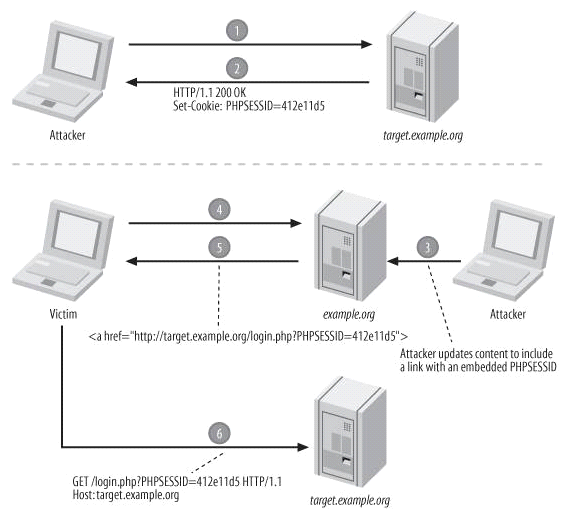 1
2
HTTP/1.1 200 OK
Set-Cookie: PHPSESSID=412e11d5
Attacker
target.example.org
4
5
3
Victim
example.org
Attacker
<a href="http://target.example.org/login.php?PHPSESSID=412e11d5">
Attacker updates content to include
a link with an embedded PHPSESSID
6
GET /login.php?PHPSESSID=412e11d5 HTTP/1.1
Host: target.example.org
target.example.org